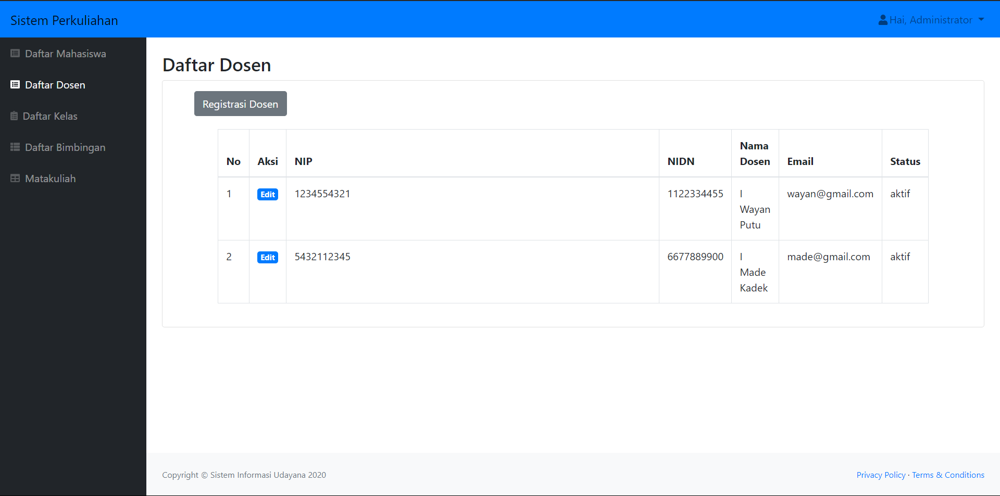 Sistem Perkuliahan
Hai, Administrator
Daftar Mahasiswa
Daftar Dosen
Daftar Kelas
Daftar Bimbingan
Matakuliah
Daftar Dosen
Registrasi Dosen
No Aksi NIP NIDN Nama Dosen Email Status
1 Edit 1234554321 1122334455 I Wayan Putu wayan@gmail.com aktif
2 Edit 5432112345 6677889900 I Made Kadek made@gmail.com aktif
Copyright © Sistem Informasi Udayana 2020
Privacy Policy · Terms & Conditions